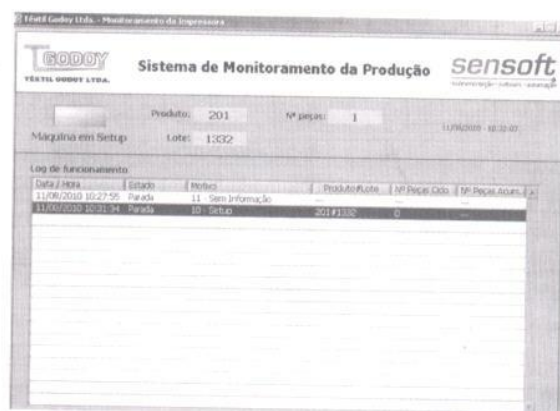 Têxtil Godoy Ltda. - Monitoramento da Impressora
GODOY
TÊXTIL GODOY LTDA.
Sistema de Monitoramento da Produção
sensoft
Produto: 201
Nº peças: 1
Máquina em Setup
Lote: 1332
Log de funcionamento
Data / Hora Estado Motivo Produto#Lote Nº Peças Ciclo Nº Peças Acum.
11/08/2010 10:27:56 Parada 11 - Sem Informação --- --- ---
11/08/2010 10:31:34 Parada 10 - Setup 201#1332 0 ---